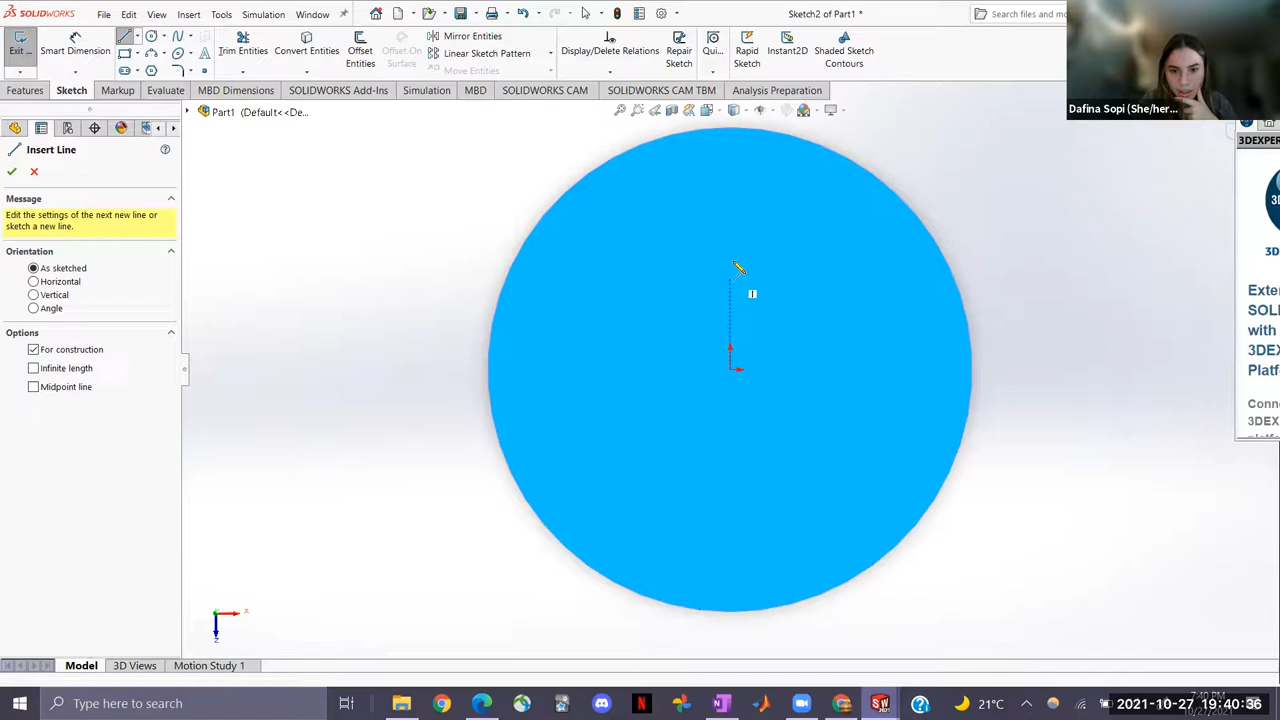 SOLIDWORKS File Edit View Insert Tools Simulation Window Sketch2 of Part1 * Search files and mo
Exit ... Smart Dimension Trim Entities Convert Entities Offset Entities Offset On Surface Mirror Entities Linear Sketch Pattern Move Entities Display/Delete Relations Repair Sketch Qui... Rapid Sketch Instant2D Shaded Sketch Contours
Features Sketch Markup Evaluate MBD Dimensions SOLIDWORKS Add-Ins Simulation MBD SOLIDWORKS CAM SOLIDWORKS CAM TBM Analysis Preparation
Dafina Sopi (She/her...
Part1 (Default<<De...
3DEXPER
Insert Line
Message
Edit the settings of the next new line or
sketch a new line.
Orientation
As sketched
Horizontal
Vertical
Angle
Options
For construction
Infinite length
Midpoint line
3D
Exten
SOLI
with
3DEX
Platfo
Conne
3DEX
x
z
Model 3D Views Motion Study 1
Type here to search
21°C
2021-10-27 19:40:36